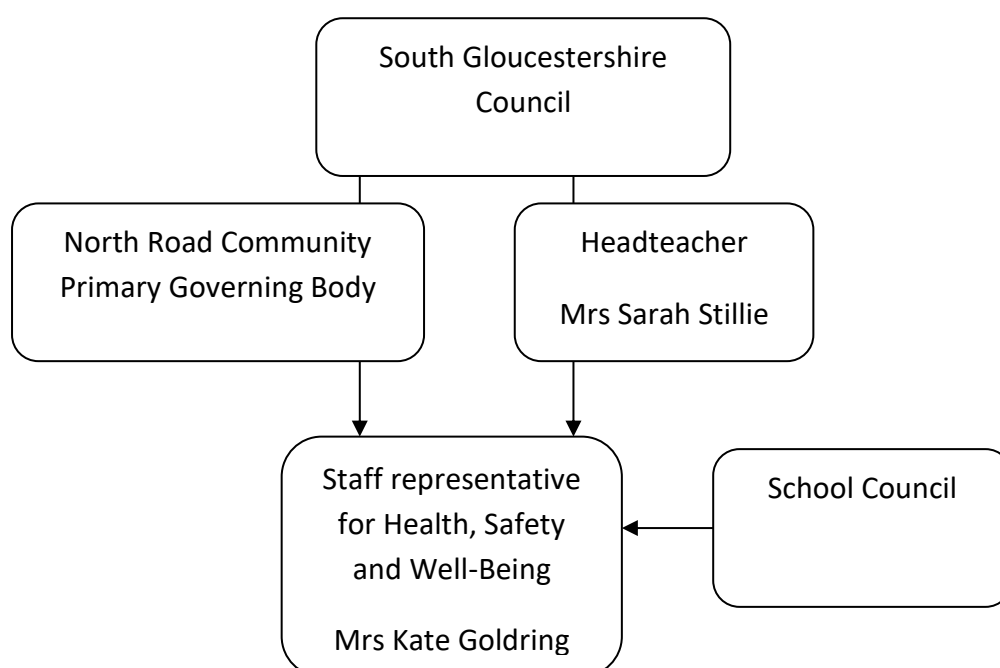 South Gloucestershire
Council
North Road Community
Primary Governing Body
Headteacher
Mrs Sarah Stillie
Staff representative
for Health, Safety
and Well-Being
Mrs Kate Goldring
School Council